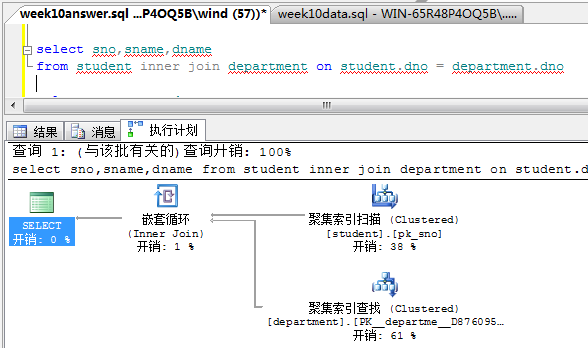 week10answer.sql ...P4OQ5B\wind (57))* week10data.sql - WIN-65R48P4OQ5B\.....
select sno,sname,dname
from student inner join department on student.dno = department.dno
结果 消息 执行计划
查询 1: (与该批有关的)查询开销: 100%
select sno,sname,dname from student inner join department on student.d
SELECT
开销: 0 %
嵌套循环
(Inner Join)
开销: 1 %
聚集索引扫描 (Clustered)
[student].[pk_sno]
开销: 38 %
聚集索引查找 (Clustered)
[department].[PK__departme__D876095…
开销: 61 %